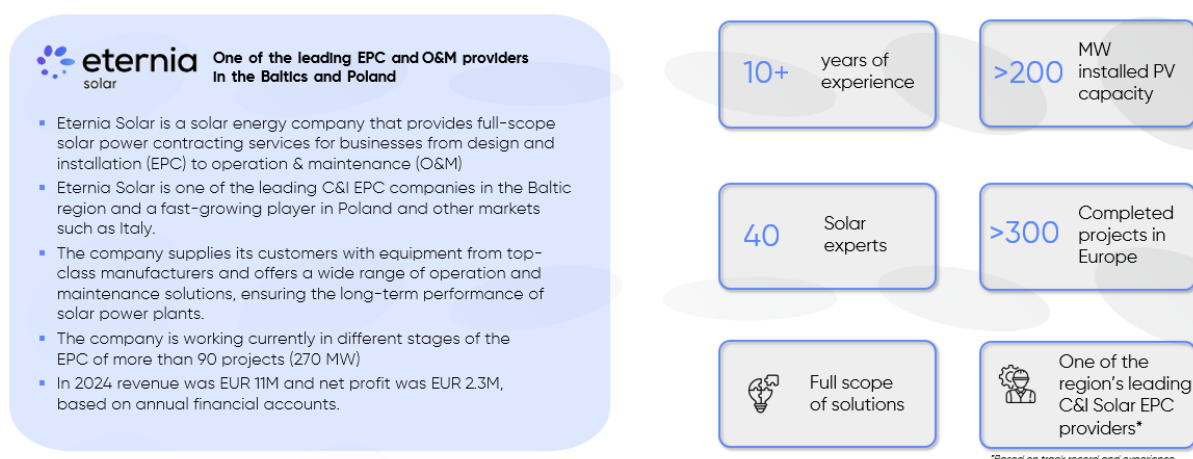 eternia
solar
One of the leading EPC and O&M providers
in the Baltics and Poland
Eternia Solar is a solar energy company that provides full-scope
solar power contracting services for businesses from design and
installation (EPC) to operation & maintenance (O&M)
Eternia Solar is one of the leading C&I EPC companies in the Baltic
region and a fast-growing player in Poland and other markets
such as Italy.
The company supplies its customers with equipment from top-
class manufacturers and offers a wide range of operation and
maintenance solutions, ensuring the long-term performance of
solar power plants.
The company is working currently in different stages of the
EPC of more than 90 projects (270 MW)
In 2024 revenue was EUR 11M and net profit was EUR 2.3M,
based on annual financial accounts.
10+
years of
experience
>200
MW
installed PV
capacity
40
Solar
experts
>300
Completed
projects in
Europe
Full scope
of solutions
One of the
region's leading
C&I Solar EPC
providers*
*Based on track record and experience